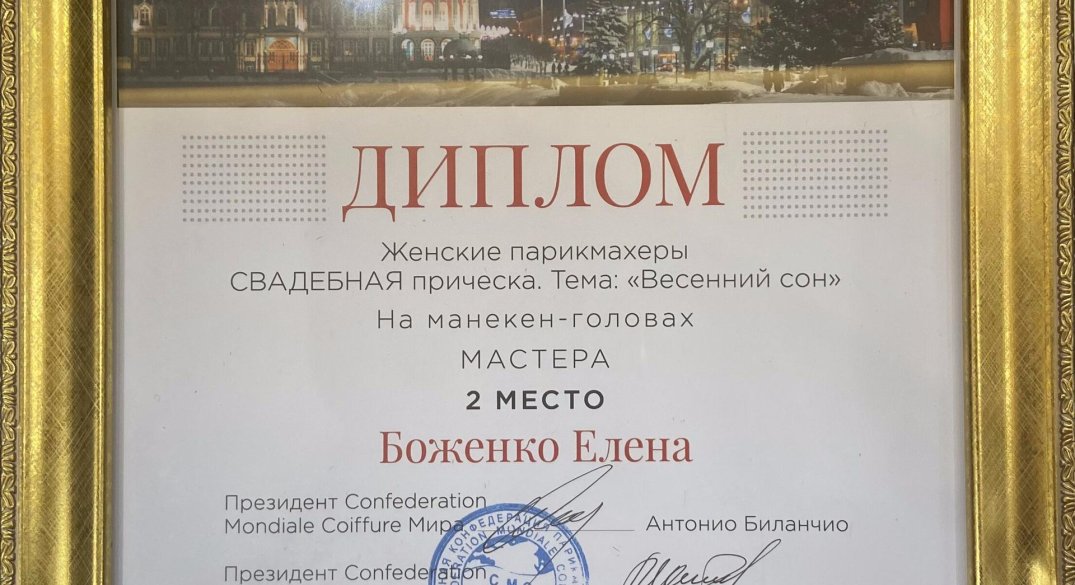 ДИПЛОМ
Женские парикмахеры
СВАДЕБНАЯ прическа. Тема: «Весенний сон»
На манекен-головах
МАСТЕРА
2 МЕСТО
Боженко Елена
Президент Confederation
Mondiale Coiffure Мира
Антонио Биланчио
Президент Confederation